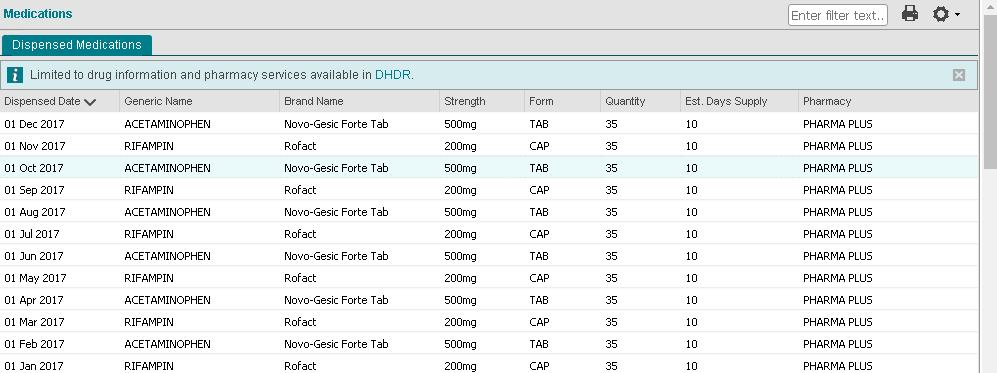 Medications
Enter filter text..
Dispensed Medications
Limited to drug information and pharmacy services available in DHDR.
Dispensed Date Generic Name Brand Name Strength Form Quantity Est. Days Supply Pharmacy
01 Dec 2017 ACETAMINOPHEN Novo-Gesic Forte Tab 500mg TAB 35 10 PHARMA PLUS
01 Nov 2017 RIFAMPIN Rofact 200mg CAP 35 10 PHARMA PLUS
01 Oct 2017 ACETAMINOPHEN Novo-Gesic Forte Tab 500mg TAB 35 10 PHARMA PLUS
01 Sep 2017 RIFAMPIN Rofact 200mg CAP 35 10 PHARMA PLUS
01 Aug 2017 ACETAMINOPHEN Novo-Gesic Forte Tab 500mg TAB 35 10 PHARMA PLUS
01 Jul 2017 RIFAMPIN Rofact 200mg CAP 35 10 PHARMA PLUS
01 Jun 2017 ACETAMINOPHEN Novo-Gesic Forte Tab 500mg TAB 35 10 PHARMA PLUS
01 May 2017 RIFAMPIN Rofact 200mg CAP 35 10 PHARMA PLUS
01 Apr 2017 ACETAMINOPHEN Novo-Gesic Forte Tab 500mg TAB 35 10 PHARMA PLUS
01 Mar 2017 RIFAMPIN Rofact 200mg CAP 35 10 PHARMA PLUS
01 Feb 2017 ACETAMINOPHEN Novo-Gesic Forte Tab 500mg TAB 35 10 PHARMA PLUS
01 Jan 2017 RIFAMPIN Rofact 200mg CAP 35 10 PHARMA PLUS